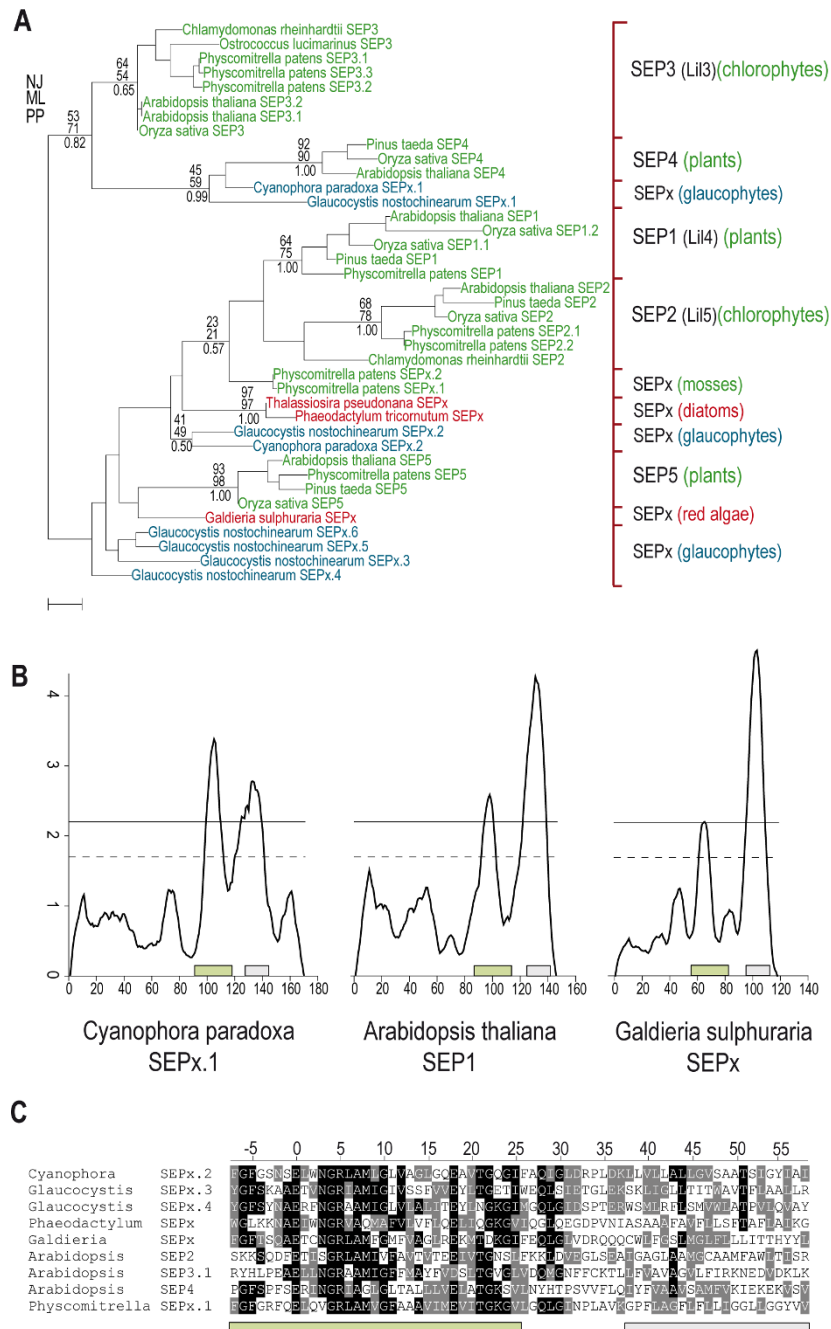 A
Chlamydomonas rheinhardtii SEP3
Ostrococcus lucimarinus SEP3
Physcomitrella patens SEP3.1
Physcomitrella patens SEP3.3
Physcomitrella patens SEP3.2
Arabidopsis thaliana SEP3.2
Arabidopsis thaliana SEP3.1
Oryza sativa SEP3
64
54
0.65
NJ
ML
PP
53
71
0.82
SEP3 (Lil3)(chlorophytes)
Pinus taeda SEP4
Oryza sativa SEP4
Arabidopsis thaliana SEP4
92
90
1.00
SEP4 (plants)
45
59
0.99
Cyanophora paradoxa SEPx.1
Glaucocystis nostochinearum SEPx.1
SEPx (glaucophytes)
Arabidopsis thaliana SEP1
Oryza sativa SEP1.2
Oryza sativa SEP1.1
Pinus taeda SEP1
Physcomitrella patens SEP1
64
75
1.00
SEP1 (Lil4) (plants)
Arabidopsis thaliana SEP2
Pinus taeda SEP2
Oryza sativa SEP2
Physcomitrella patens SEP2.1
Physcomitrella patens SEP2.2
Chlamydomonas rheinhardtii SEP2
68
78
1.00
SEP2 (Lil5)(chlorophytes)
23
21
0.57
Physcomitrella patens SEPx.2
Physcomitrella patens SEPx.1
SEPx (mosses)
97
97
1.00
Thalassiosira pseudonana SEPx
Phaeodactylum tricornutum SEPx
SEPx (diatoms)
41
49
0.50
Glaucocystis nostochinearum SEPx.2
Cyanophora paradoxa SEPx.2
SEPx (glaucophytes)
Arabidopsis thaliana SEP5
Physcomitrella patens SEP5
Pinus taeda SEP5
Oryza sativa SEP5
93
98
1.00
SEP5 (plants)
Galdieria sulphuraria SEPx
SEPx (red algae)
Glaucocystis nostochinearum SEPx.6
Glaucocystis nostochinearum SEPx.5
Glaucocystis nostochinearum SEPx.3
Glaucocystis nostochinearum SEPx.4
SEPx (glaucophytes)
B
4
3
2
1
0
0 20 40 60 80 100 120 140 160 180
0 20 40 60 80 100 120 140 160
0 20 40 60 80 100 120 140
Cyanophora paradoxa
SEPx.1
Arabidopsis thaliana
SEP1
Galdieria sulphuraria
SEPx
C
-5 0 5 10 15 20 25 30 35 40 45 50 55
Cyanophora SEPx.2
Glaucocystis SEPx.3
Glaucocystis SEPx.4
Phaeodactylum SEPx
Galdieria SEPx
Arabidopsis SEP2
Arabidopsis SEP3.1
Arabidopsis SEP4
Physcomitrella SEPx.1